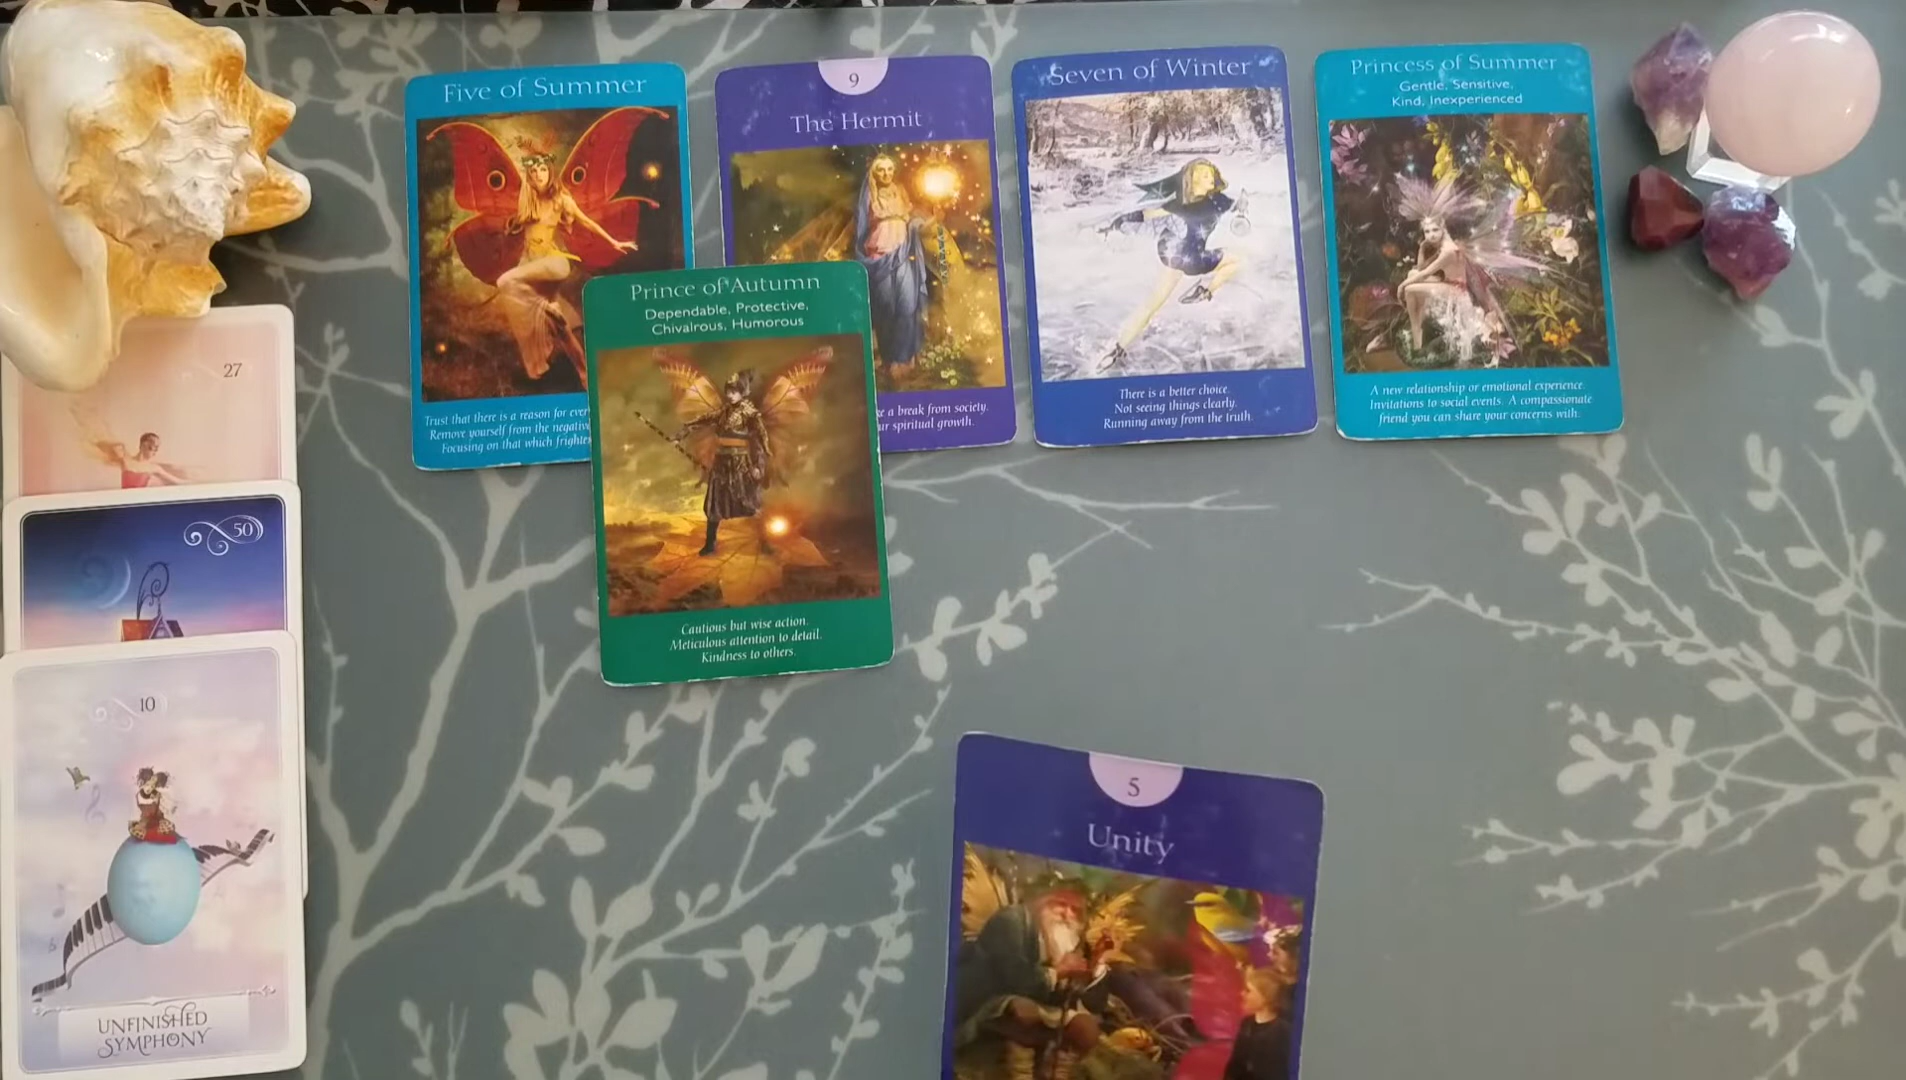 Five of Summer
Trust that there is a reason for
Remove yourself from the
Focusing on that which
9
The Hermit
a break from society.
spiritual growth.
Seven of Winter
There is a better choice.
Not seeing things clearly.
Running away from the truth.
Princess of Summer
Gentle, Sensitive,
Kind, Inexperienced
A new relationship or emotional experience.
Invitations to social events. A compassionate
friend you can share your concerns with.
Prince of Autumn
Dependable, Protective,
Chivalrous, Humorous
Cautious but wise action.
Meticulous attention to detail.
Kindness to others.
27
50
10
UNFINISHED
SYMPHONY
5
Unity